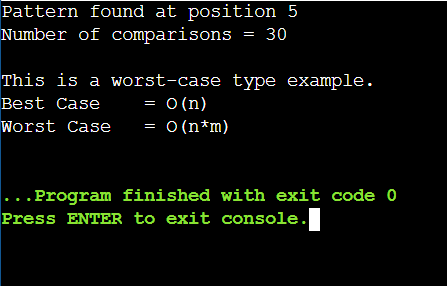 Pattern found at position 5
Number of comparisons = 30
This is a worst-case type example.
Best Case    = O(n)
Worst Case   = O(n*m)
...Program finished with exit code 0
Press ENTER to exit console.